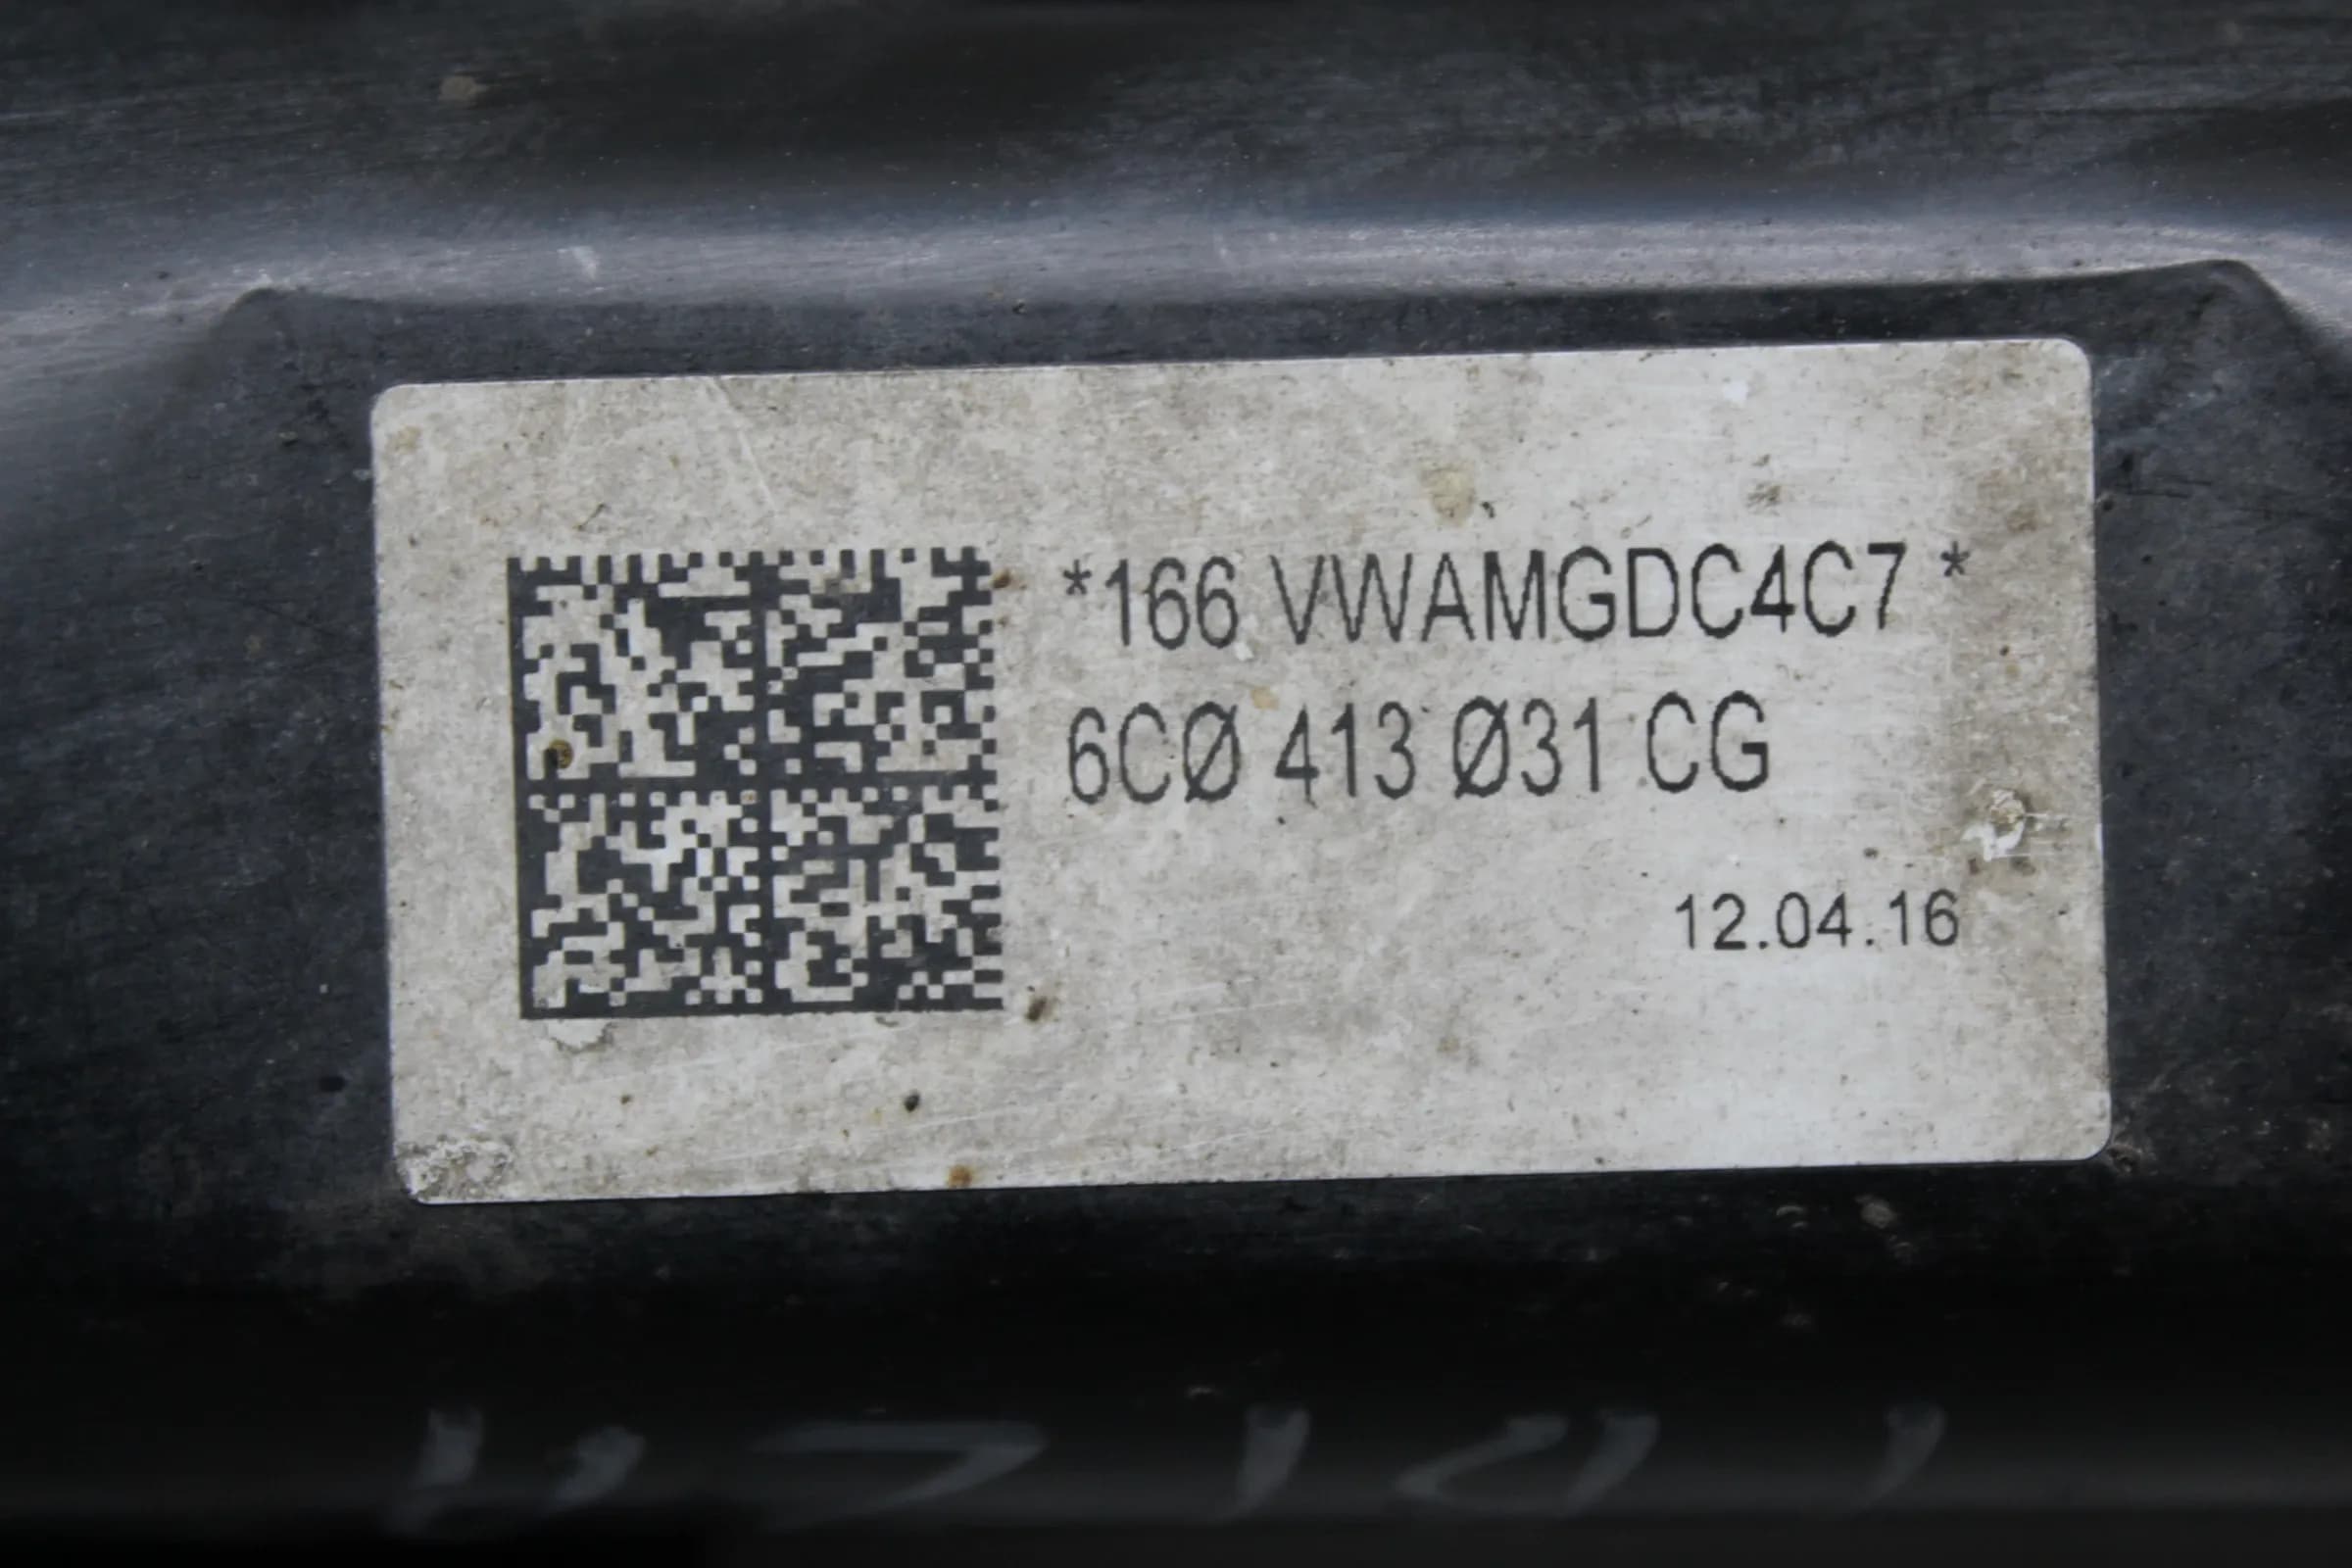 *166 VWAMGDC4C7 *
6CØ 413 Ø31 CG
12.04.16